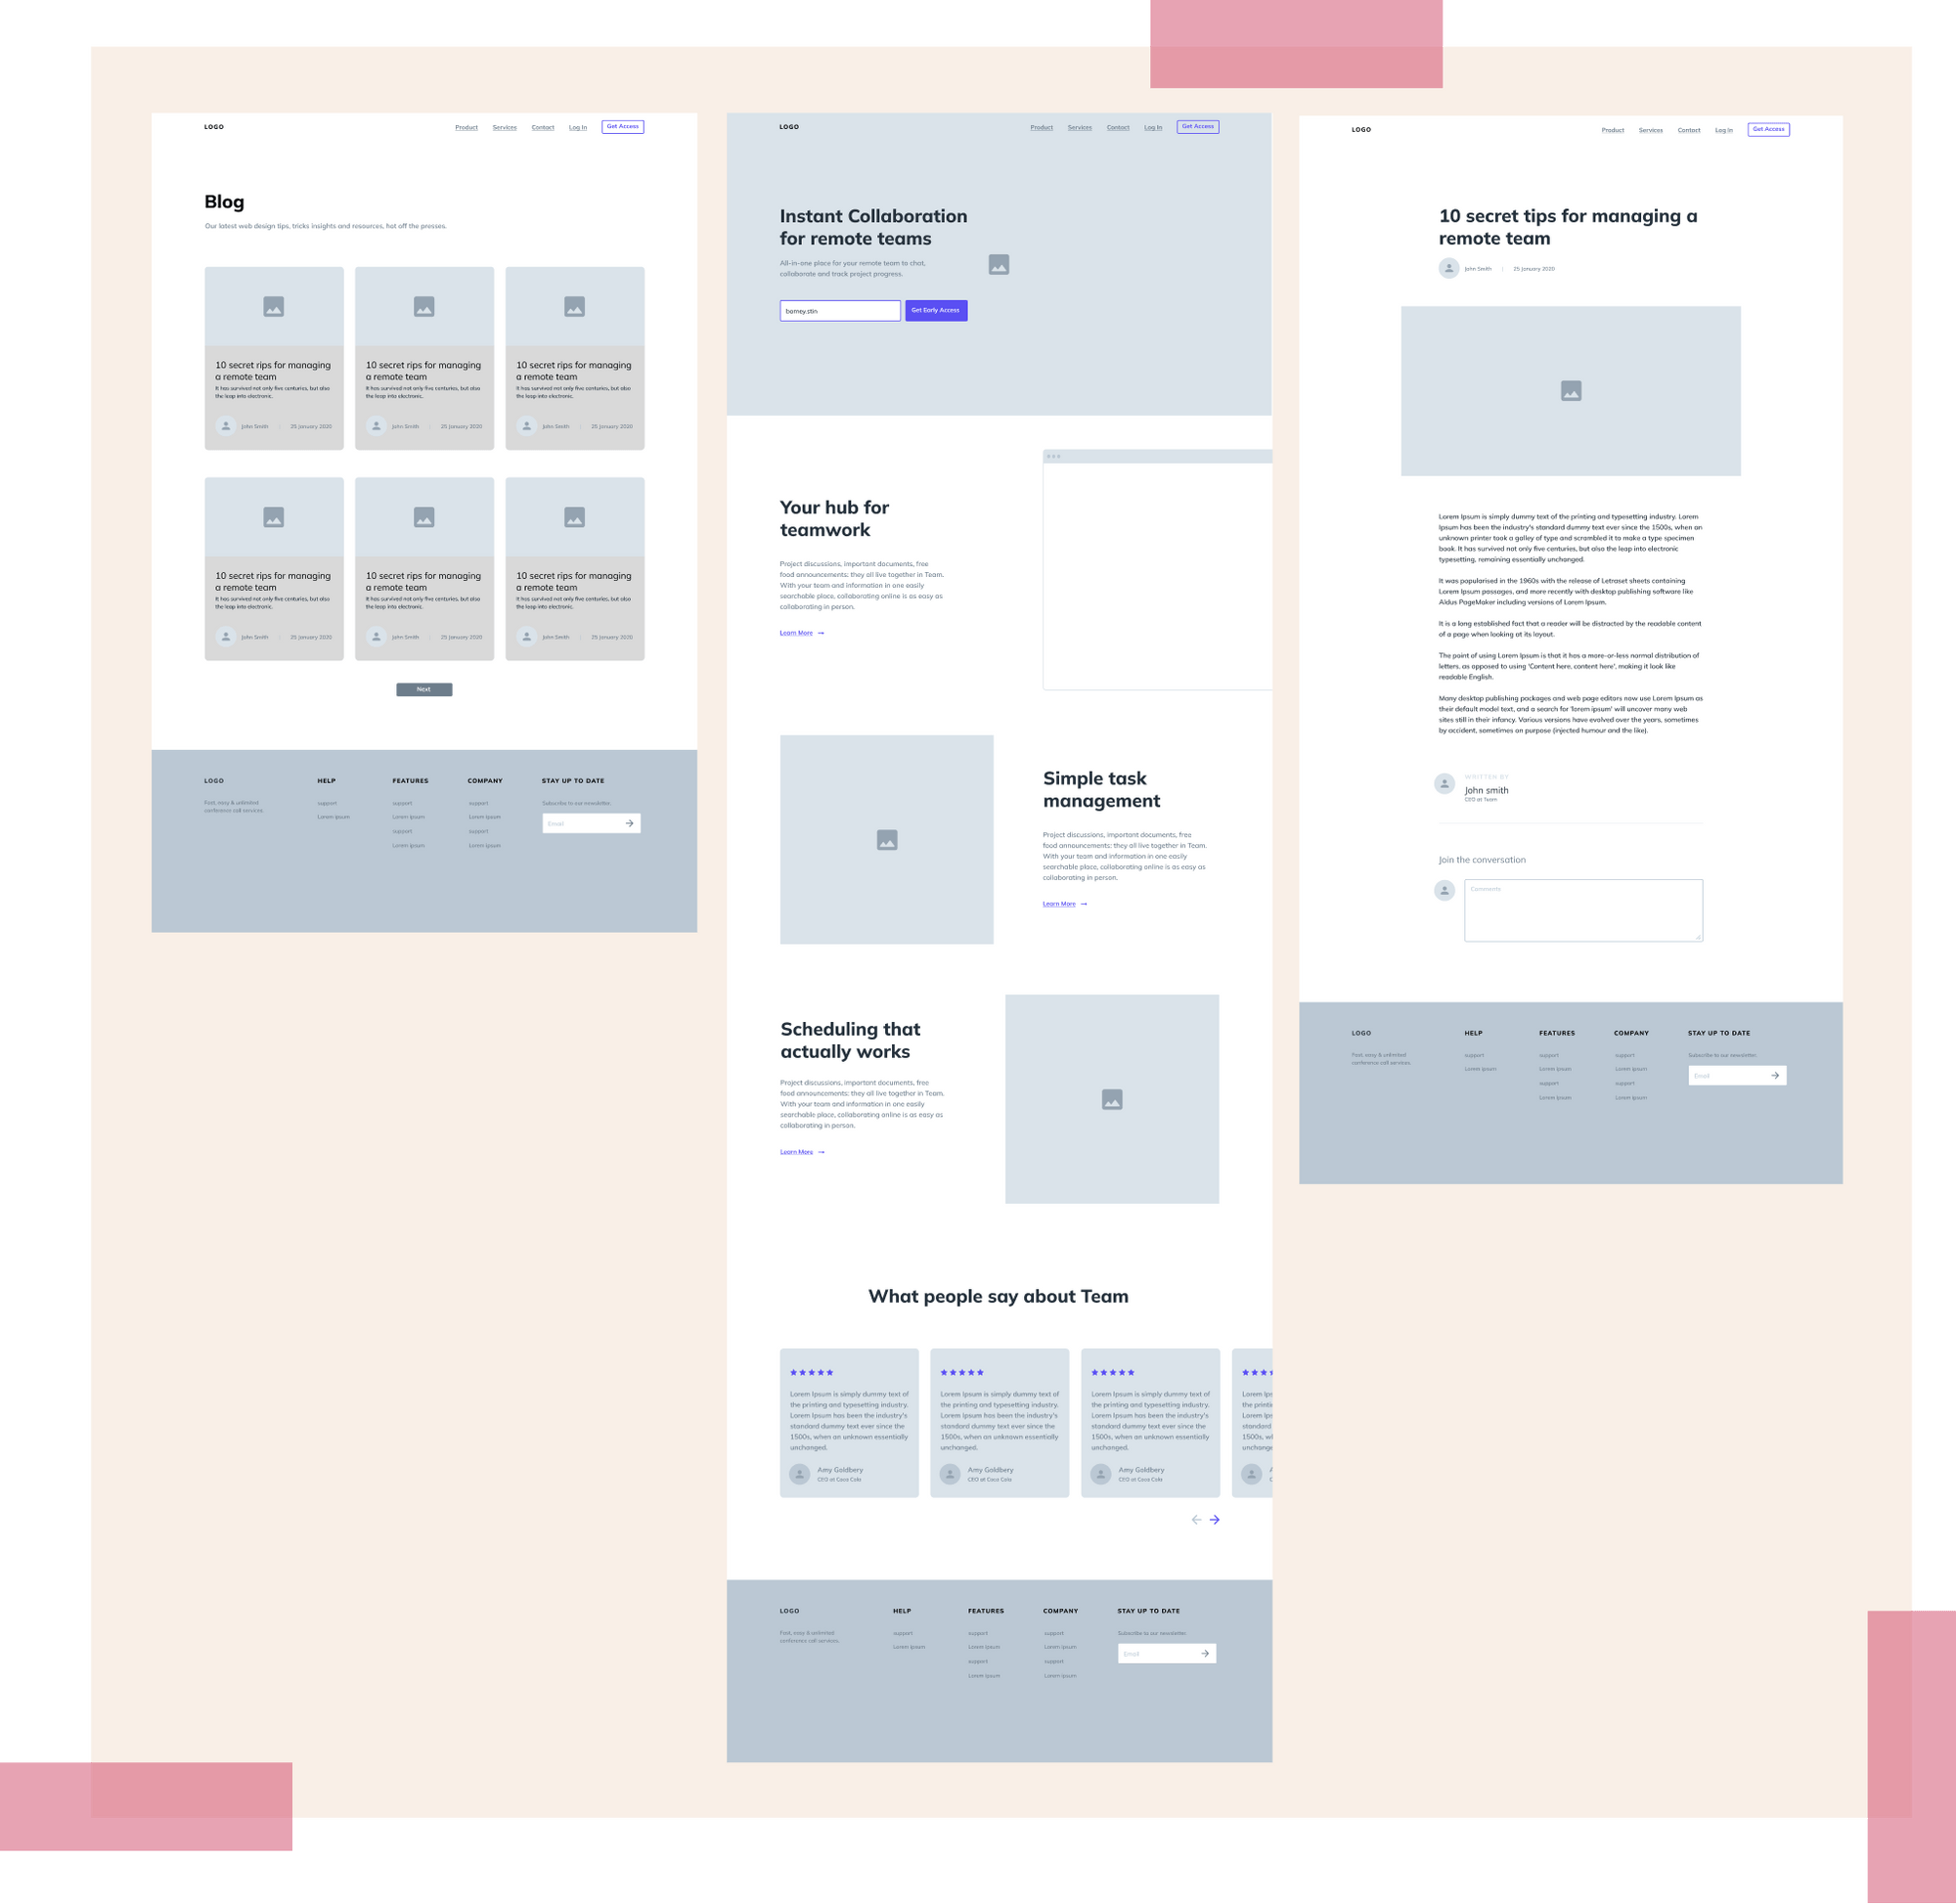 LOGO
Product Services Contact Log In Get Access
Blog
Our latest web design tips, tricks insights and resources, hot off the presses.
10 secret rips for managing
a remote team
It has survived not only five centuries, but also
the leap into electronic.
John Smith | 25 January 2020
10 secret rips for managing
a remote team
It has survived not only five centuries, but also
the leap into electronic.
John Smith | 25 January 2020
10 secret rips for managing
a remote team
It has survived not only five centuries, but also
the leap into electronic.
John Smith | 25 January 2020
10 secret rips for managing
a remote team
It has survived not only five centuries, but also
the leap into electronic.
John Smith | 25 January 2020
10 secret rips for managing
a remote team
It has survived not only five centuries, but also
the leap into electronic.
John Smith | 25 January 2020
10 secret rips for managing
a remote team
It has survived not only five centuries, but also
the leap into electronic.
John Smith | 25 January 2020
Next
LOGO
Fast, easy & unlimited
conference call services.
HELP
support
Lorem ipsum
FEATURES
support
Lorem ipsum
support
Lorem ipsum
COMPANY
support
Lorem ipsum
support
Lorem ipsum
STAY UP TO DATE
Subscribe to our newsletter.
Email
LOGO
Product Services Contact Log In Get Access
Instant Collaboration
for remote teams
All-in-one place for your remote team to chat,
collaborate and track project progress.
barney.stin Get Early Access
Your hub for
teamwork
Project discussions, important documents, free
food announcements: they all live together in Team.
With your team and information in one easily
searchable place, collaborating online is as easy as
collaborating in person.
Learn More
Simple task
management
Project discussions, important documents, free
food announcements: they all live together in Team.
With your team and information in one easily
searchable place, collaborating online is as easy as
collaborating in person.
Learn More
Scheduling that
actually works
Project discussions, important documents, free
food announcements: they all live together in Team.
With your team and information in one easily
searchable place, collaborating online is as easy as
collaborating in person.
Learn More
What people say about Team
Lorem Ipsum is simply dummy text of
the printing and typesetting industry.
Lorem Ipsum has been the industry's
standard dummy text ever since the
1500s, when an unknown essentially
unchanged.
Amy Goldbery
CEO at Coca Cola
Lorem Ipsum is simply dummy text of
the printing and typesetting industry.
Lorem Ipsum has been the industry's
standard dummy text ever since the
1500s, when an unknown essentially
unchanged.
Amy Goldbery
CEO at Coca Cola
Lorem Ipsum is simply dummy text of
the printing and typesetting industry.
Lorem Ipsum has been the industry's
standard dummy text ever since the
1500s, when an unknown essentially
unchanged.
Amy Goldbery
CEO at Coca Cola
Lorem
the
Lorem
standard
1500s,
LOGO
Fast, easy & unlimited
conference call services.
HELP
support
Lorem ipsum
FEATURES
support
Lorem ipsum
support
Lorem ipsum
COMPANY
support
Lorem ipsum
support
Lorem ipsum
STAY UP TO DATE
Subscribe to our newsletter.
Email
LOGO
Product Services Contact Log In Get Access
10 secret tips for managing a
remote team
John Smith | 25 January 2020
Lorem Ipsum is simply dummy text of the printing and typesetting industry. Lorem
Ipsum has been the industry's standard dummy text ever since the 1500s, when an
unknown printer took a galley of type and scrambled it to make a type specimen
book. It has survived not only five centuries, but also the leap into electronic
typesetting, remaining essentially unchanged.
It was popularised in the 1960s with the release of Letraset sheets containing
Lorem Ipsum passages, and more recently with desktop publishing software like
Aldus PageMaker including versions of Lorem Ipsum.
It is a long established fact that a reader will be distracted by the readable content
of a page when looking at its layout.
The point of using Lorem Ipsum is that it has a more-or-less normal distribution of
letters, as opposed to using 'Content here, content here', making it look like
readable English.
Many desktop publishing packages and web page editors now use Lorem Ipsum as
their default model text, and a search for 'lorem ipsum' will uncover many web
sites still in their infancy. Various versions have evolved over the years, sometimes
by accident, sometimes on purpose (injected humour and the like).
WRITTEN BY
John smith
CEO at Team
Join the conversation
Comments
LOGO
Fast, easy & unlimited
conference call services.
HELP
support
Lorem ipsum
FEATURES
support
Lorem ipsum
support
Lorem ipsum
COMPANY
support
Lorem ipsum
support
Lorem ipsum
STAY UP TO DATE
Subscribe to our newsletter.
Email